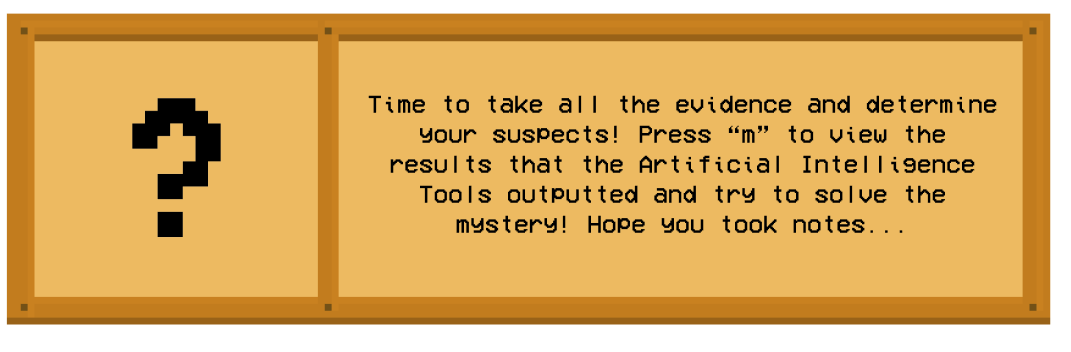 ?
Time to take all the evidence and determine
your suspects! Press “m” to view the
results that the Artificial Intelligence
Tools outputted and try to solve the
mystery! Hope you took notes...